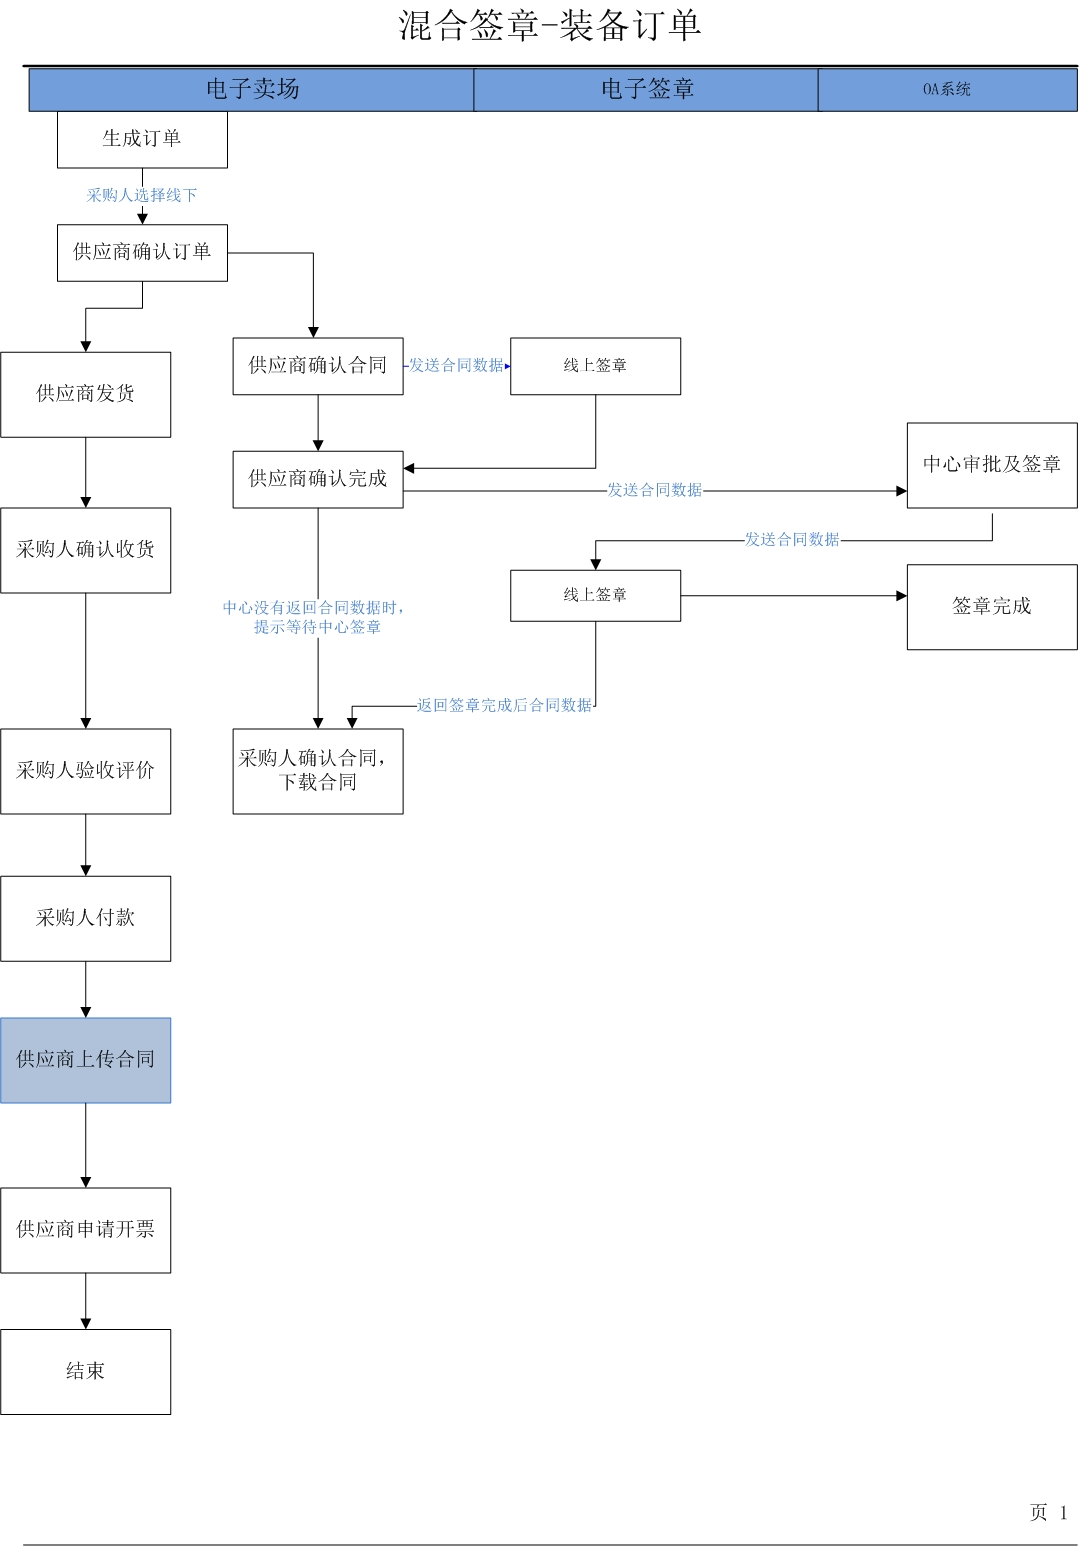 混合签章-装备订单
电子卖场
电子签章
OA系统
生成订单
采购人选择线下
供应商确认订单
供应商确认合同
发送合同数据
线上签章
供应商发货
供应商确认完成
中心审批及签章
发送合同数据
采购人确认收货
发送合同数据
线上签章
签章完成
中心没有返回合同数据时，
提示等待中心签章
返回签章完成后合同数据
采购人验收评价
采购人确认合同，
下载合同
采购人付款
供应商上传合同
供应商申请开票
结束
页 1